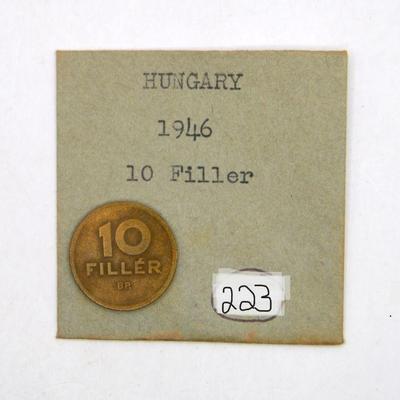 HUNGARY
1946
10 Filler
10
FILLÉR
BP.
223